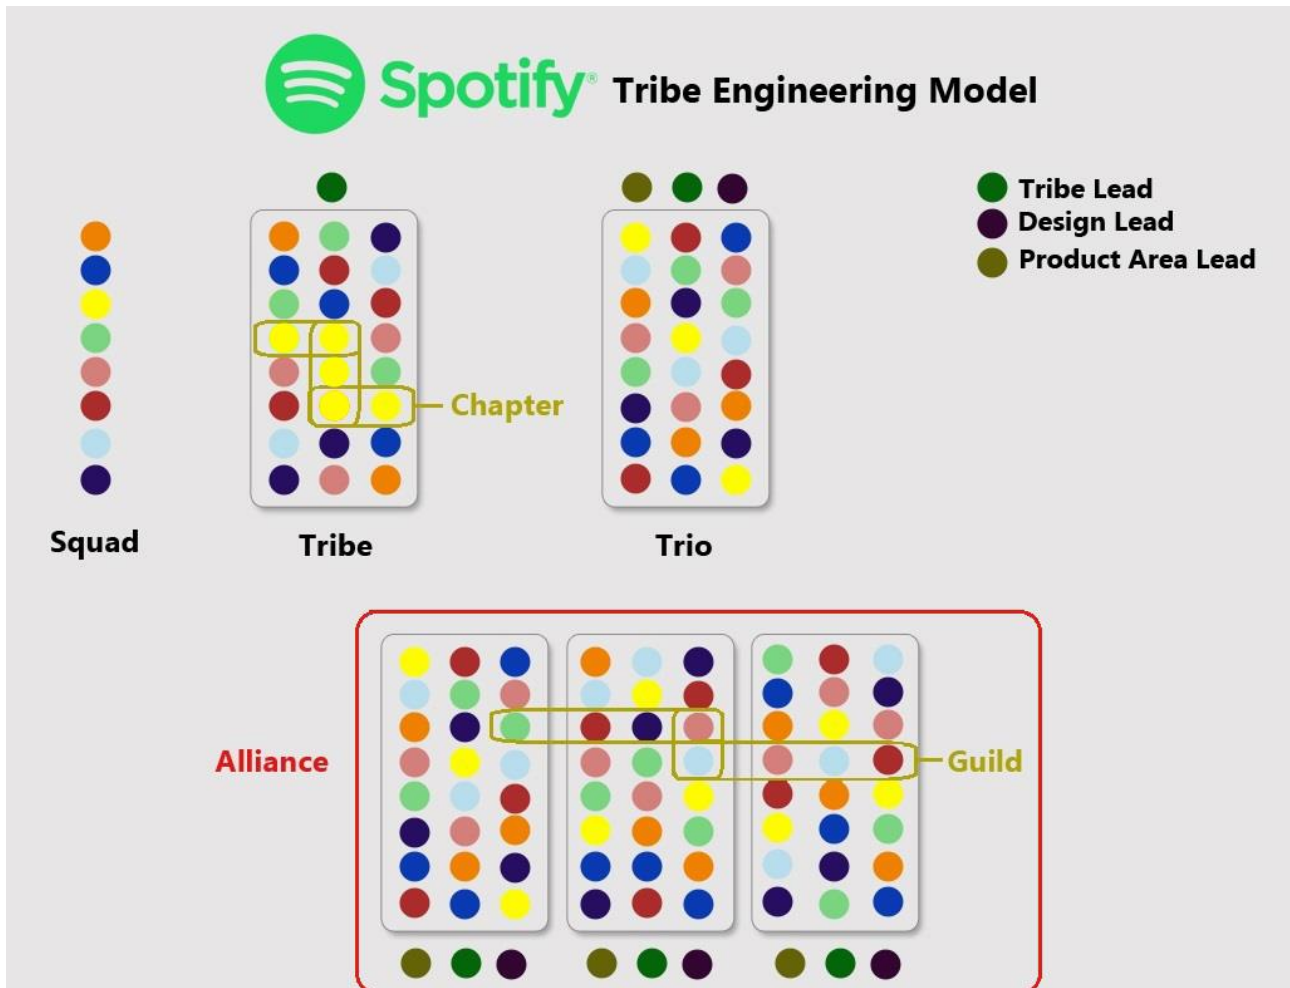 Spotify® Tribe Engineering Model
Tribe Lead
Design Lead
Product Area Lead
Chapter
Squad
Tribe
Trio
Alliance
Guild